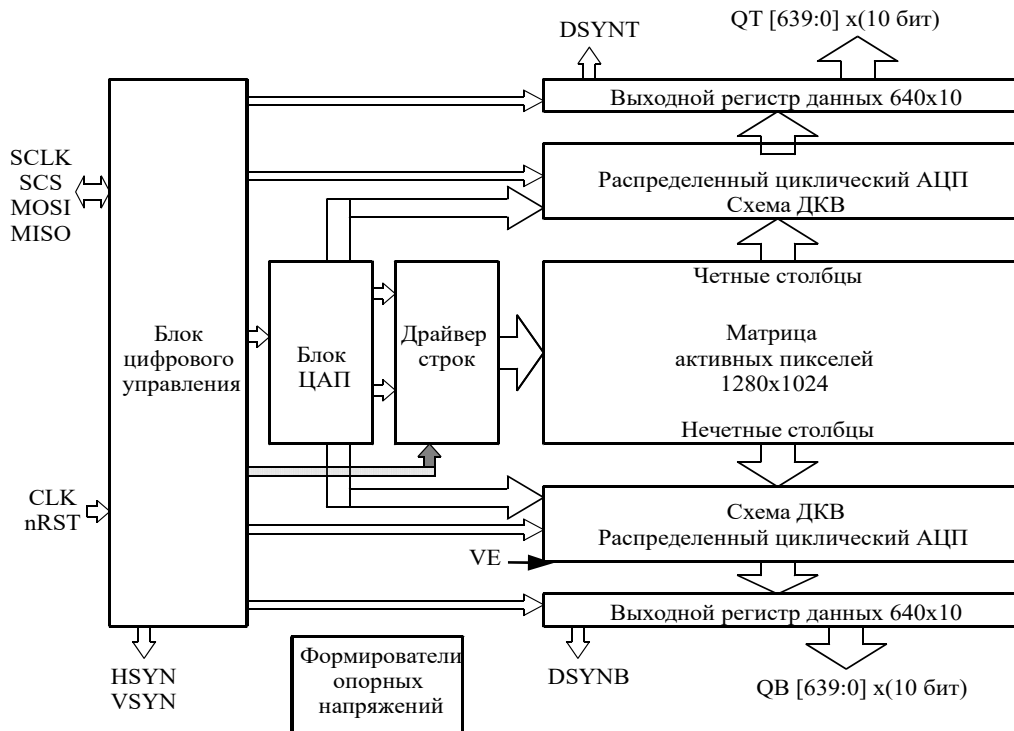 DSYNT
QT [639:0] x(10 бит)
Выходной регистр данных 640x10
SCLK
SCS
MOSI
MISO
Распределенный циклический АЦП
Схема ДКВ
Блок
цифрового
управления
Блок
ЦАП
Драйвер
строк
Четные столбцы
Матрица
активных пикселей
1280x1024
Нечетные столбцы
CLK
nRST
Схема ДКВ
Распределенный циклический АЦП
VE
Выходной регистр данных 640x10
HSYN
VSYN
Формирователи
опорных
напряжений
DSYNB
QB [639:0] x(10 бит)